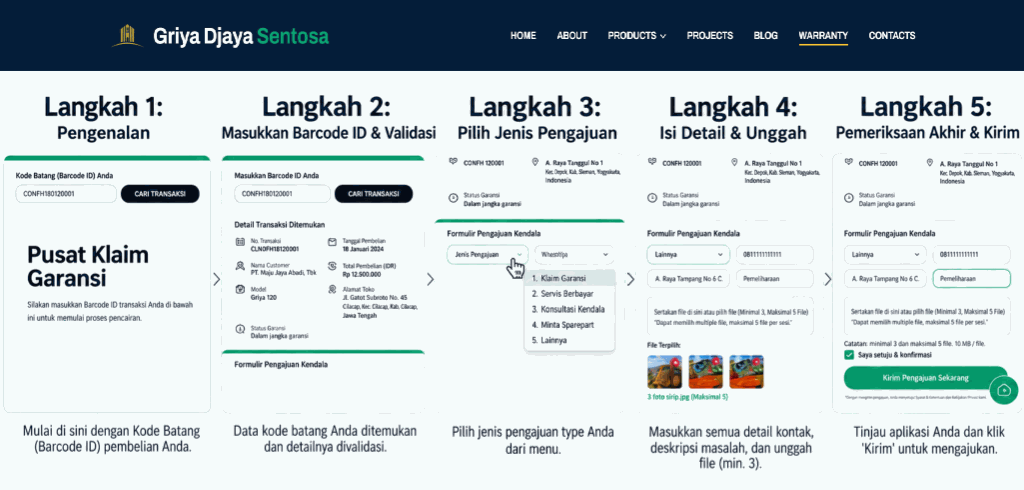 Griya Djaya Sentosa
HOME
ABOUT
PRODUCTS
PROJECTS
BLOG
WARRANTY
CONTACTS
Langkah 1:
Pengenalan
Kode Batang (Barcode ID) Anda
CONFH180120001
CARI TRANSAKSI
Pusat Klaim
Garansi
Silakan masukkan Barcode ID transaksi Anda di bawah
ini untuk memulai proses pencairan.
Mulai di sini dengan Kode Batang
(Barcode ID) pembelian Anda.
Langkah 2:
Masukkan Barcode ID & Validasi
Masukkan Barcode ID Anda
CONFH180120001
CARI TRANSAKSI
Detail Transaksi Ditemukan
No. Transaksi
CLN0FH18120001
Tanggal Pembelian
18 Januari 2024
Nama Customer
PT. Maju Jaya Abadi, Tbk
Total Pembelian (IDR)
Rp 12.500.000
Model
Griya 120
Alamat Toko
Jl. Gatot Subroto No. 45
Cilacap, Kec. Cilacap, Kab. Cilacap,
Jawa Tengah
Status Garansi
Dalam jangka garansi
Formulir Pengajuan Kendala
Data kode batang Anda ditemukan
dan detailnya divalidasi.
Langkah 3:
Pilih Jenis Pengajuan
CONFH 120001
A. Raya Tanggul No 1
Kec. Depok, Kab. Sleman, Yogyakarta,
Indonesia
Status Garansi
Dalam jangka garansi
Formulir Pengajuan Kendala
Jenis Pengajuan
1. Klaim Garansi
2. Servis Berbayar
3. Konsultasi Kendala
4. Minta Sparepart
5. Lainnya
Pilih jenis pengajuan type Anda
dari menu.
Langkah 4:
Isi Detail & Unggah
CONFH 120001
A. Raya Tanggul No 1
Kec. Depok, Kab. Sleman, Yogyakarta,
Indonesia
Status Garansi
Dalam jangka garansi
Formulir Pengajuan Kendala
Lainnya
0811111111111
A. Raya Tampang No 6 C.
Pemeliharaan
Sertakan file di sini atau pilih file (Minimal 3, Maksimal 5)
"Dapat memilih multiple file, maksimal 5 file per sesi."
File Terpilih:
3 foto sirip.jpg (Maksimal 5)
Masukkan semua detail kontak,
deskripsi masalah, dan unggah
file (min. 3).
Langkah 5:
Pemeriksaan Akhir & Kirim
CONFH 120001
A. Raya Tanggul No 1
Kec. Depok, Kab. Sleman, Yogyakarta,
Indonesia
Status Garansi
Dalam jangka garansi
Formulir Pengajuan Kendala
Lainnya
0811111111111
A. Raya Tampang No 6 C.
Pemeliharaan
Sertakan file di sini atau pilih file (Minimal 3, Maksimal 5)
"Dapat memilih multiple file, maksimal 5 file per sesi."
Catatan: minimal 3 dan maksimal 5 file. 10 MB / file.
Saya setuju & konfirmasi
Kirim Pengajuan Sekarang
Tinjau aplikasi Anda dan klik
'Kirim' untuk mengajukan.